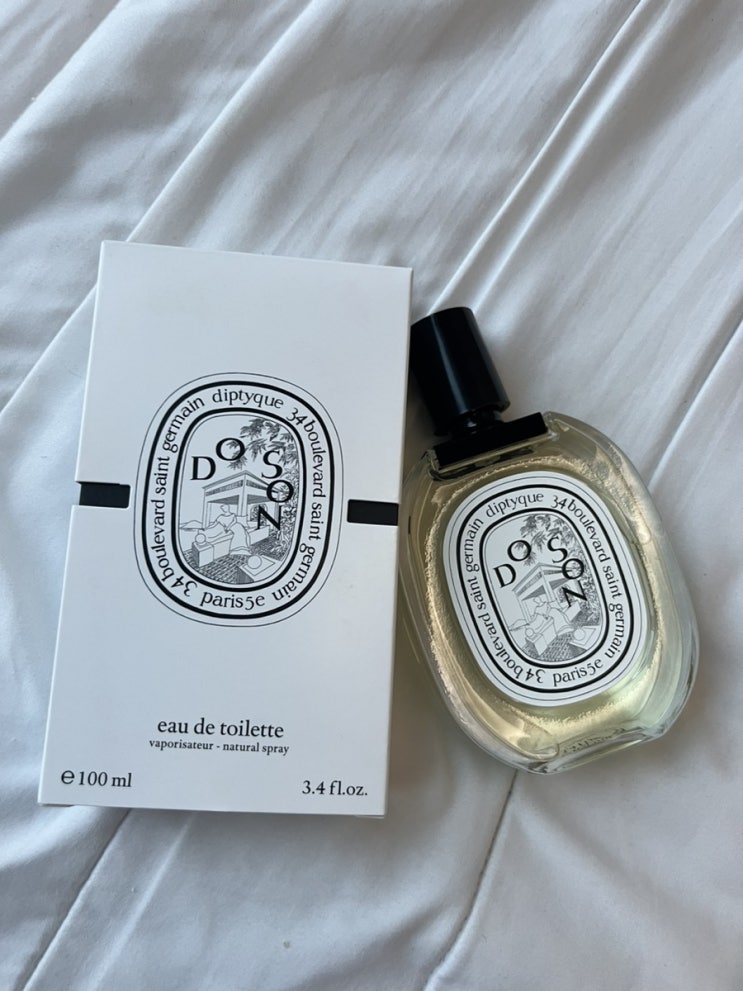 diptyque 34 boulevard saint germain paris5e 34 boulevard saint germain
DO SON
eau de toilette
vaporisateur - natural spray
e 100 ml
3.4 fl.oz.
diptyque 34 boulevard saint germain paris5e 34 boulevard saint germain
DO SON